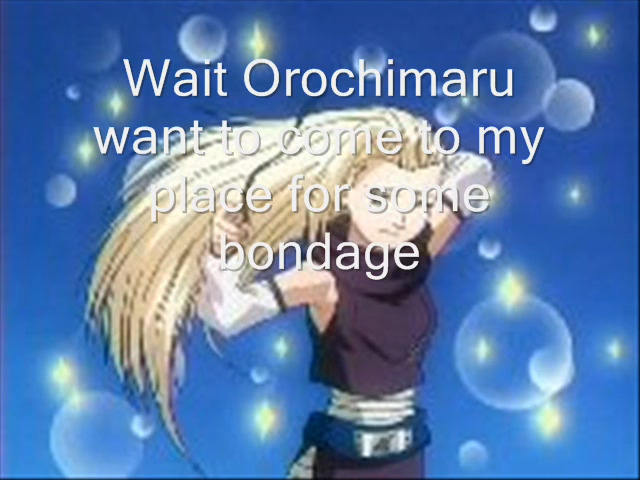 Wait Orochimaru
want to come to my
place for some
bondage